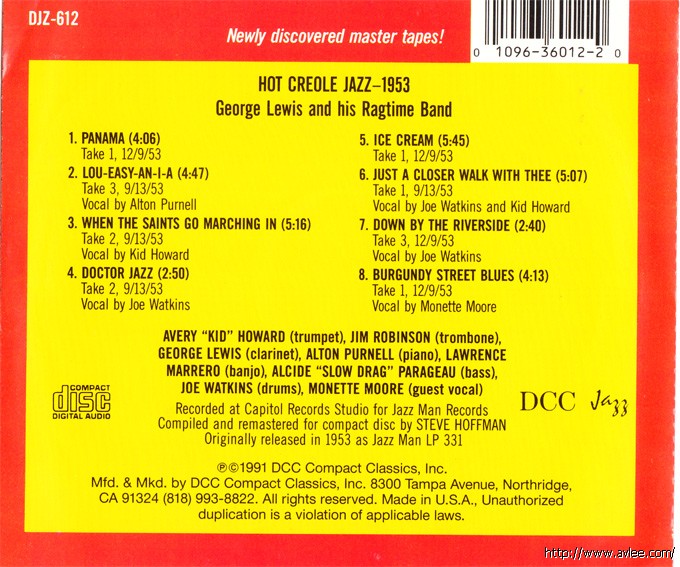 DJZ-612
Newly discovered master tapes!
0 1096-36012-2 0
HOT CREOLE JAZZ–1953
George Lewis and his Ragtime Band
1. PANAMA (4:06)
Take 1, 12/9/53
2. LOU-EASY-AN-I-A (4:47)
Take 3, 9/13/53
Vocal by Alton Purnell
3. WHEN THE SAINTS GO MARCHING IN (5:16)
Take 2, 9/13/53
Vocal by Kid Howard
4. DOCTOR JAZZ (2:50)
Take 2, 9/13/53
Vocal by Joe Watkins
5. ICE CREAM (5:45)
Take 1, 12/9/53
6. JUST A CLOSER WALK WITH THEE (5:07)
Take 1, 9/13/53
Vocal by Joe Watkins and Kid Howard
7. DOWN BY THE RIVERSIDE (2:40)
Take 3, 12/9/53
Vocal by Joe Watkins
8. BURGUNDY STREET BLUES (4:13)
Take 1, 12/9/53
Vocal by Monette Moore
AVERY “KID” HOWARD (trumpet), JIM ROBINSON (trombone),
GEORGE LEWIS (clarinet), ALTON PURNELL (piano), LAWRENCE
MARRERO (banjo), ALCIDE “SLOW DRAG” PARAGEAU (bass),
JOE WATKINS (drums), MONETTE MOORE (guest vocal)
COMPACT
disc
DIGITAL AUDIO
Recorded at Capitol Records Studio for Jazz Man Records
Compiled and remastered for compact disc by STEVE HOFFMAN
Originally released in 1953 as Jazz Man LP 331
DCC Jazz
℗©1991 DCC Compact Classics, Inc.
Mfd. & Mkd. by DCC Compact Classics, Inc. 8300 Tampa Avenue, Northridge,
CA 91324 (818) 993-8822. All rights reserved. Made in U.S.A., Unauthorized
duplication is a violation of applicable laws.
http://www.avlee.com/